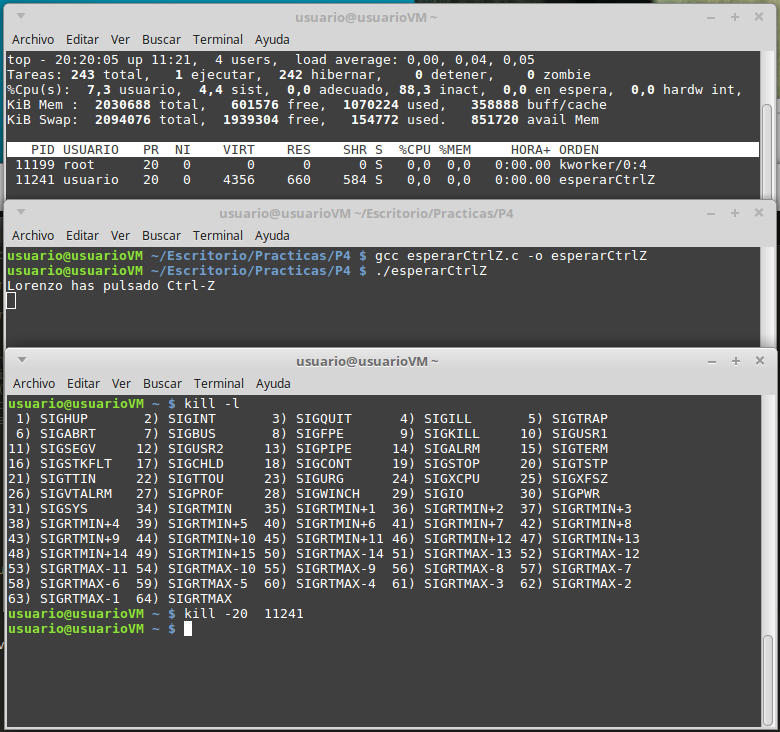 usuario@usuarioVM ~
Archivo Editar Ver Buscar Terminal Ayuda
top - 20:20:05 up 11:21,  4 users,  load average: 0,00, 0,04, 0,05
Tareas: 243 total,   1 ejecutar,  242 hibernar,    0 detener,    0 zombie
%Cpu(s):  7,3 usuario,  4,4 sist,  0,0 adecuado, 88,3 inact,  0,0 en espera,  0,0 hardw int,
KiB Mem :  2030688 total,   601576 free,  1070224 used,   358888 buff/cache
KiB Swap:  2094076 total,  1939304 free,   154772 used.   851720 avail Mem
PID USUARIO   PR  NI    VIRT    RES    SHR S  %CPU %MEM     HORA+ ORDEN
11199 root      20   0       0      0      0 S   0,0  0,0   0:00.00 kworker/0:4
11241 usuario   20   0    4356    660    584 S   0,0  0,0   0:00.00 esperarCtrlZ
usuario@usuarioVM ~/Escritorio/Practicas/P4
Archivo Editar Ver Buscar Terminal Ayuda
usuario@usuarioVM ~/Escritorio/Practicas/P4 $ gcc esperarCtrlZ.c -o esperarCtrlZ
usuario@usuarioVM ~/Escritorio/Practicas/P4 $ ./esperarCtrlZ
Lorenzo has pulsado Ctrl-Z
usuario@usuarioVM ~
Archivo Editar Ver Buscar Terminal Ayuda
usuario@usuarioVM ~ $ kill -l
 1) SIGHUP       2) SIGINT       3) SIGQUIT      4) SIGILL       5) SIGTRAP
 6) SIGABRT      7) SIGBUS       8) SIGFPE       9) SIGKILL     10) SIGUSR1
11) SIGSEGV     12) SIGUSR2     13) SIGPIPE     14) SIGALRM     15) SIGTERM
16) SIGSTKFLT   17) SIGCHLD     18) SIGCONT     19) SIGSTOP     20) SIGTSTP
21) SIGTTIN     22) SIGTTOU     23) SIGURG      24) SIGXCPU     25) SIGXFSZ
26) SIGVTALRM   27) SIGPROF     28) SIGWINCH    29) SIGIO       30) SIGPWR
31) SIGSYS      34) SIGRTMIN    35) SIGRTMIN+1  36) SIGRTMIN+2  37) SIGRTMIN+3
38) SIGRTMIN+4  39) SIGRTMIN+5  40) SIGRTMIN+6  41) SIGRTMIN+7  42) SIGRTMIN+8
43) SIGRTMIN+9  44) SIGRTMIN+10 45) SIGRTMIN+11 46) SIGRTMIN+12 47) SIGRTMIN+13
48) SIGRTMIN+14 49) SIGRTMIN+15 50) SIGRTMAX-14 51) SIGRTMAX-13 52) SIGRTMAX-12
53) SIGRTMAX-11 54) SIGRTMAX-10 55) SIGRTMAX-9  56) SIGRTMAX-8  57) SIGRTMAX-7
58) SIGRTMAX-6  59) SIGRTMAX-5  60) SIGRTMAX-4  61) SIGRTMAX-3  62) SIGRTMAX-2
63) SIGRTMAX-1  64) SIGRTMAX
usuario@usuarioVM ~ $ kill -20  11241
usuario@usuarioVM ~ $